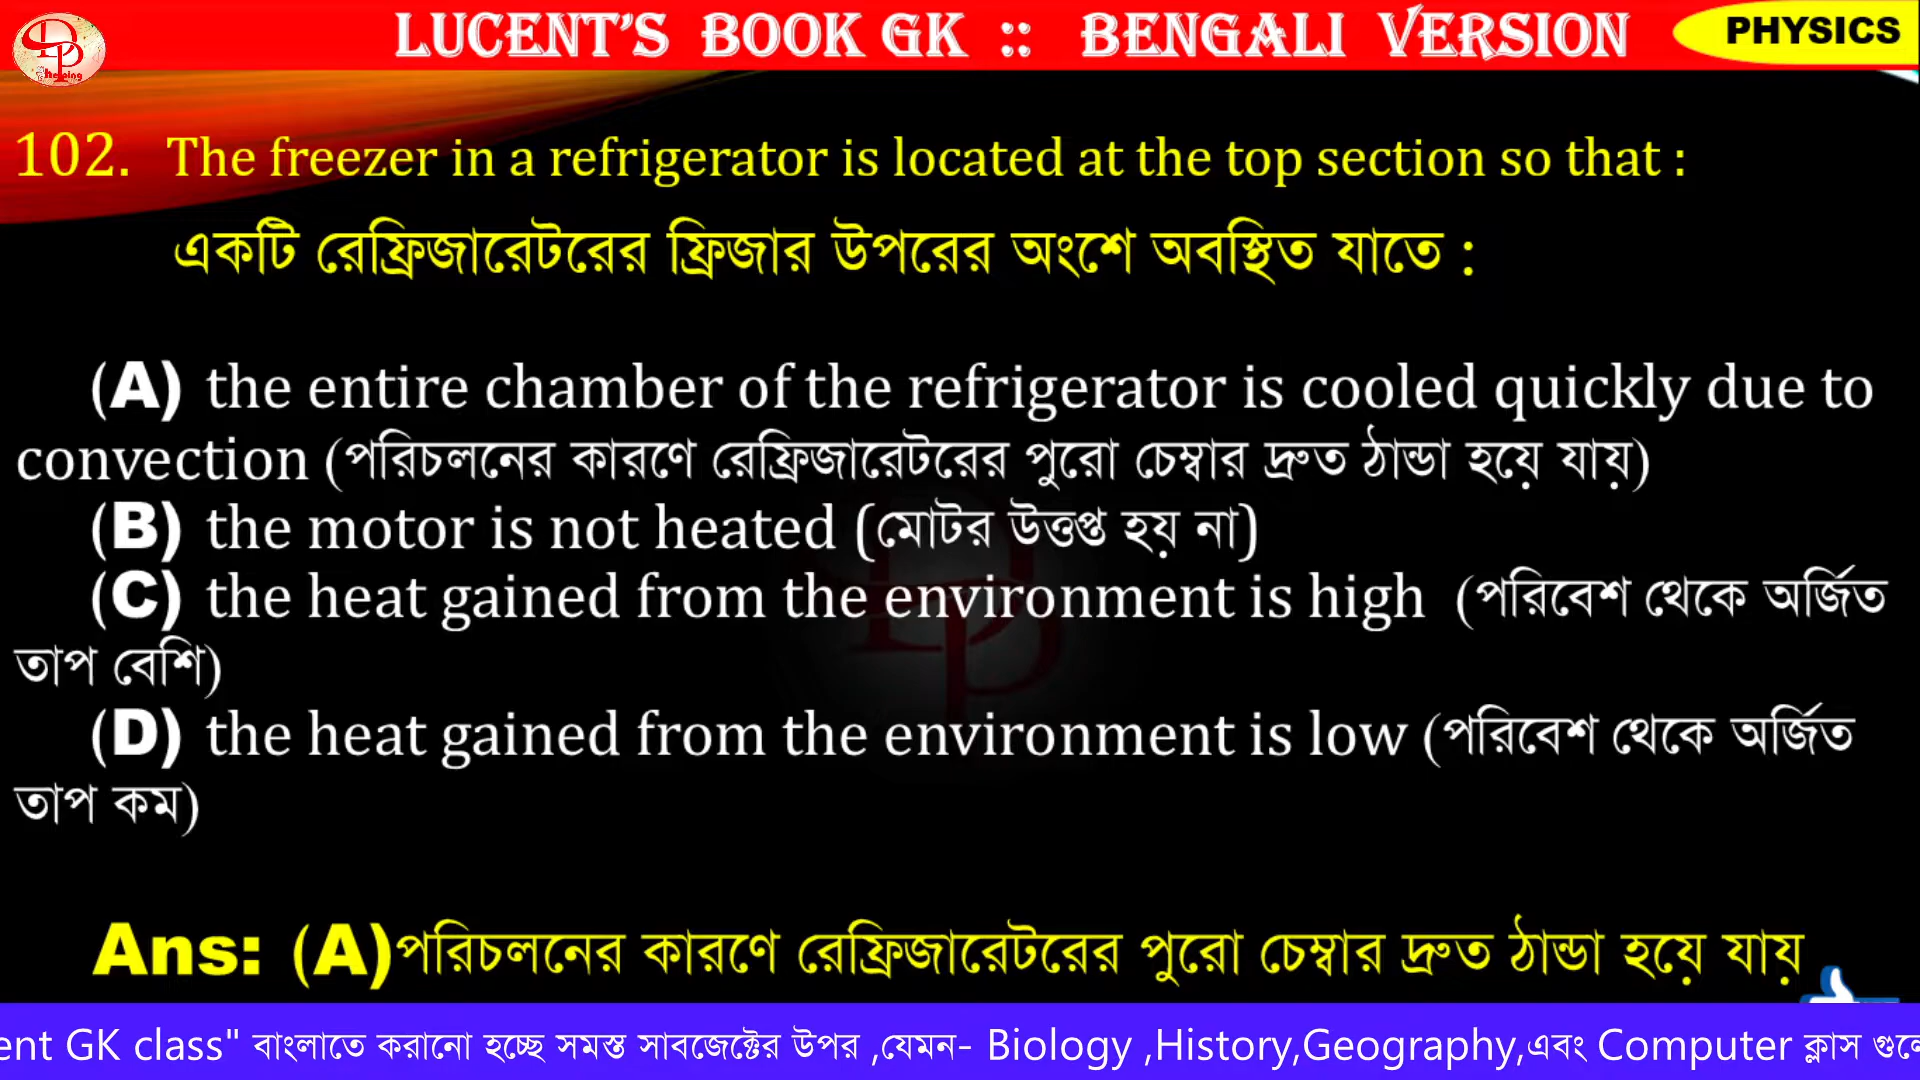 LUCENT'S BOOK GK :: BENGALI VERSION
PHYSICS
102. The freezer in a refrigerator is located at the top section so that :
একটি রেফ্রিজারেটরের ফ্রিজার উপরের অংশে অবস্থিত যাতে :
(A) the entire chamber of the refrigerator is cooled quickly due to
convection (পরিচলনের কারণে রেফ্রিজারেটরের পুরো চেম্বার দ্রুত ঠান্ডা হয়ে যায়)
(B) the motor is not heated (মোটর উত্তপ্ত হয় না)
(C) the heat gained from the environment is high (পরিবেশ থেকে অর্জিত
তাপ বেশি)
(D) the heat gained from the environment is low (পরিবেশ থেকে অর্জিত
তাপ কম)
Ans: (A)পরিচলনের কারণে রেফ্রিজারেটরের পুরো চেম্বার দ্রুত ঠান্ডা হয়ে যায়
ent GK class" বাংলাতে করানো হচ্ছে সমস্ত সাবজেক্টের উপর ,যেমন- Biology ,History,Geography,এবং Computer ক্লাস